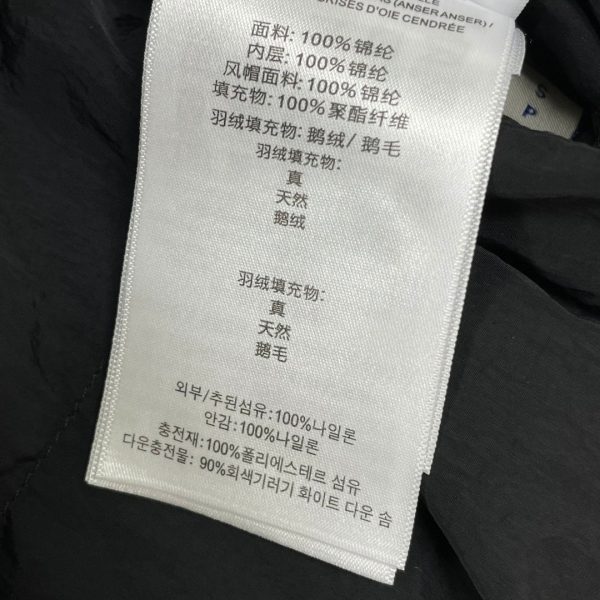 (ANSER ANSER) /
GRISES D'OIE CENDRÉE
面料: 100%锦纶
内层: 100%锦纶
风帽面料: 100%锦纶
填充物: 100%聚酯纤维
羽绒填充物: 鹅绒/ 鹅毛
羽绒填充物:
真
天然
鹅绒
羽绒填充物:
真
天然
鹅毛
외부/추된섬유:100%나일론
안감:100%나일론
충전재:100%폴리에스테르 섬유
다운충전물: 90%회색기러기 화이트 다운 솜
S
P